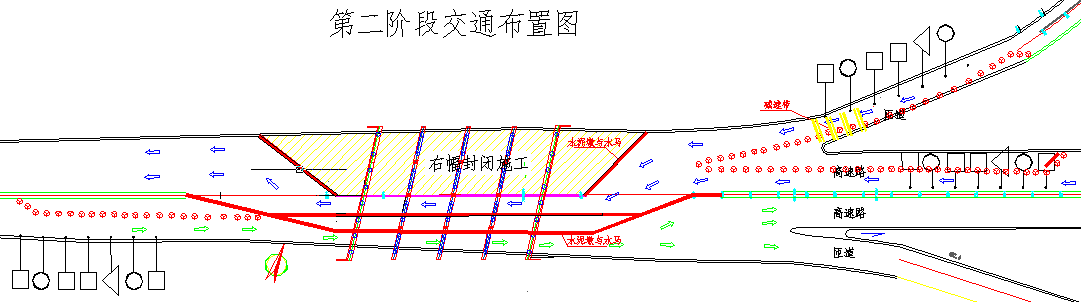 第二阶段交通布置图
减速带
匝道
水泥墩与水马
右幅封闭施工
高速路
高速路
水泥墩与水马
匝道